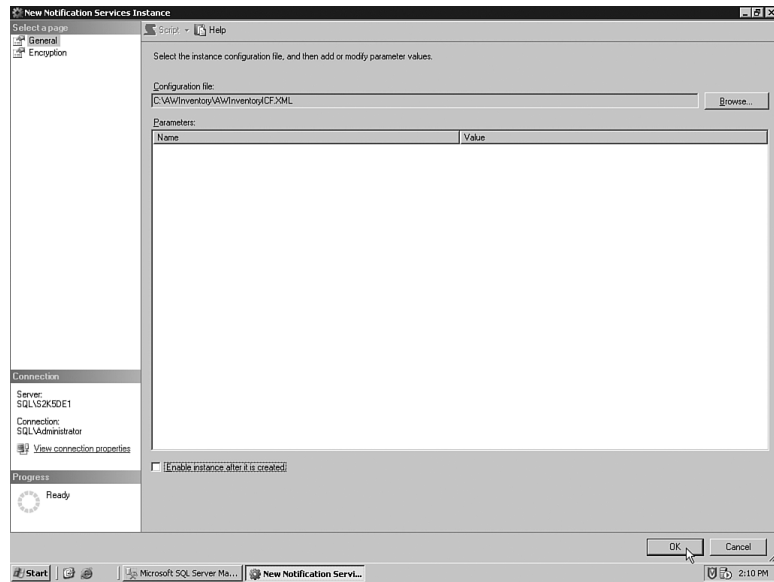 New Notification Services Instance
Select a page
General
Encryption
Script
Help
Select the instance configuration file, and then add or modify parameter values.
Configuration file:
C:\AWInventory\AWInventoryICF.XML
Browse...
Parameters:
Name Value
Connection
Server:
SQL\S2K5DE1
Connection:
SQL\Administrator
View connection properties
Progress
Ready
Enable instance after it is created
OK
Cancel
Start
Microsoft SQL Server Ma...
New Notification Servi...
2:10 PM